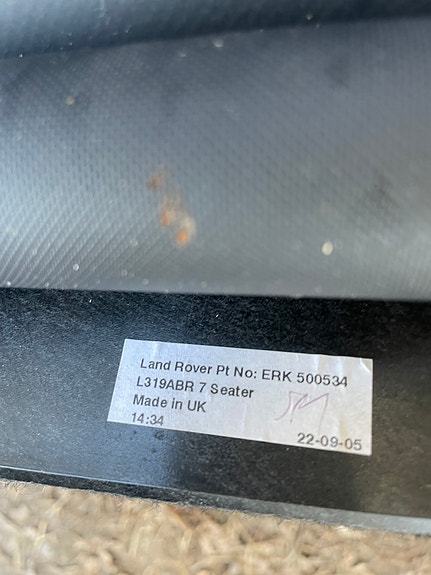 Land Rover Pt No: ERK 500534
L319ABR 7 Seater
Made in UK
14:34
22-09-05